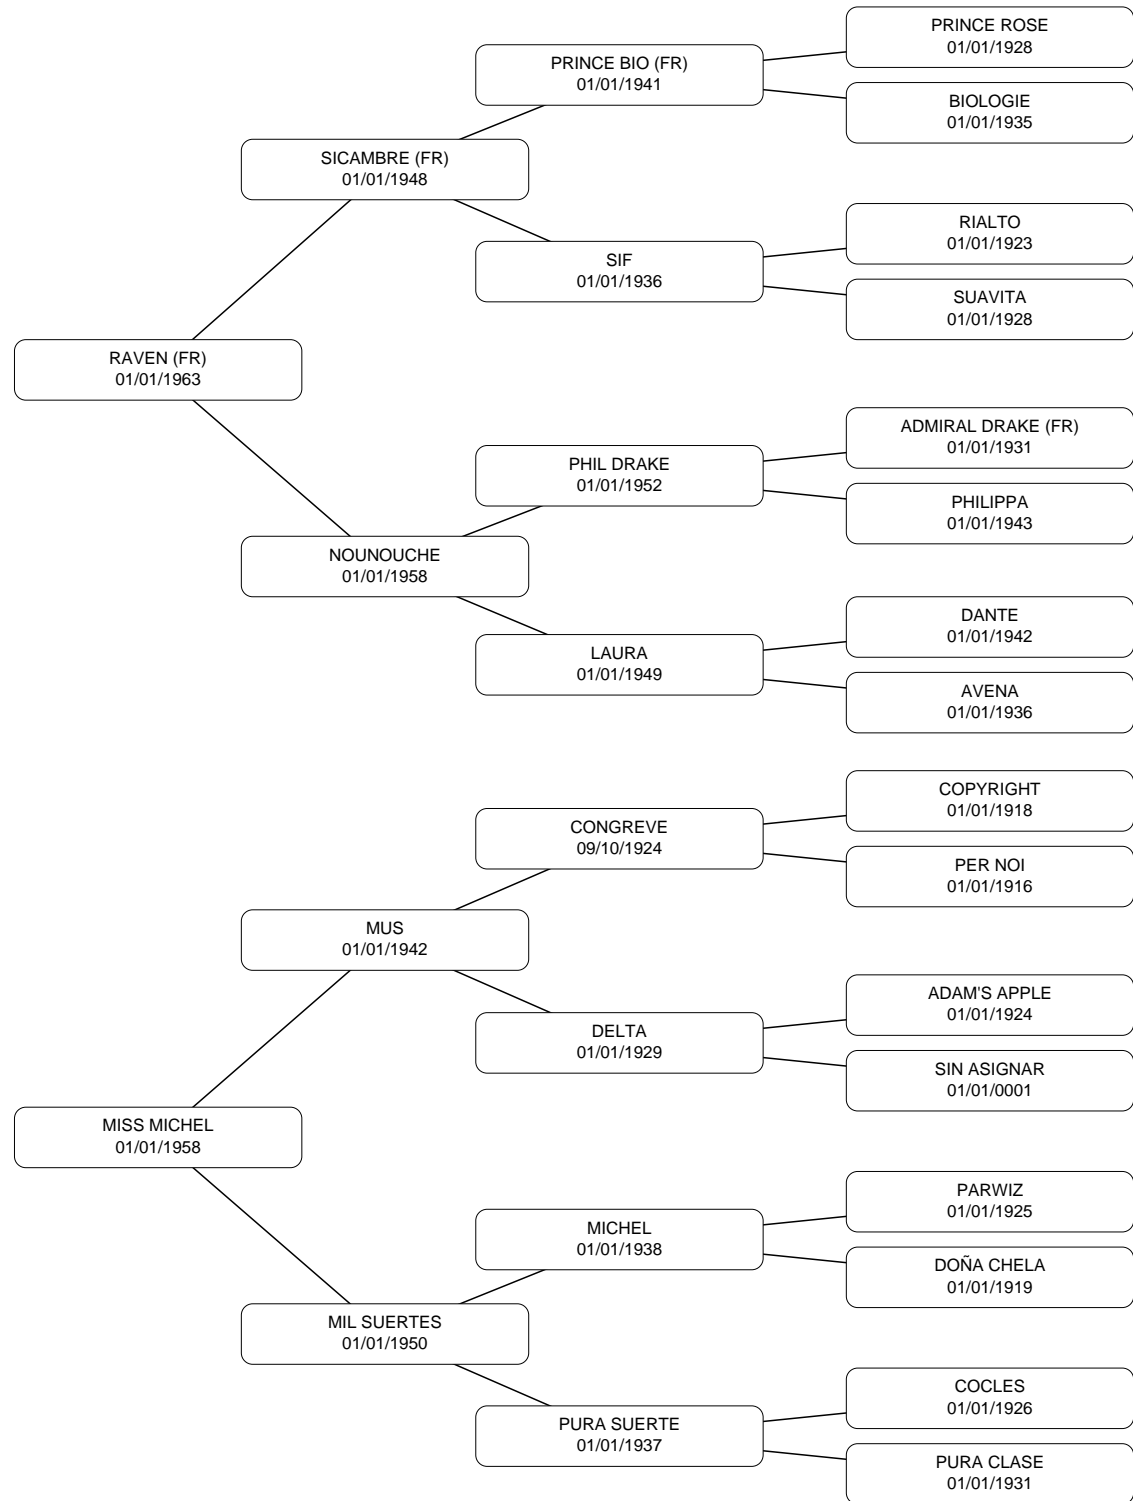 PRINCE ROSE
01/01/1928
PRINCE BIO (FR)
01/01/1941
BIOLOGIE
01/01/1935
SICAMBRE (FR)
01/01/1948
RIALTO
01/01/1923
SIF
01/01/1936
SUAVITA
01/01/1928
RAVEN (FR)
01/01/1963
ADMIRAL DRAKE (FR)
01/01/1931
PHIL DRAKE
01/01/1952
PHILIPPA
01/01/1943
NOUNOUCHE
01/01/1958
DANTE
01/01/1942
LAURA
01/01/1949
AVENA
01/01/1936
COPYRIGHT
01/01/1918
CONGREVE
09/10/1924
PER NOI
01/01/1916
MUS
01/01/1942
ADAM'S APPLE
01/01/1924
DELTA
01/01/1929
SIN ASIGNAR
01/01/0001
MISS MICHEL
01/01/1958
PARWIZ
01/01/1925
MICHEL
01/01/1938
DOÑA CHELA
01/01/1919
MIL SUERTES
01/01/1950
COCLES
01/01/1926
PURA SUERTE
01/01/1937
PURA CLASE
01/01/1931